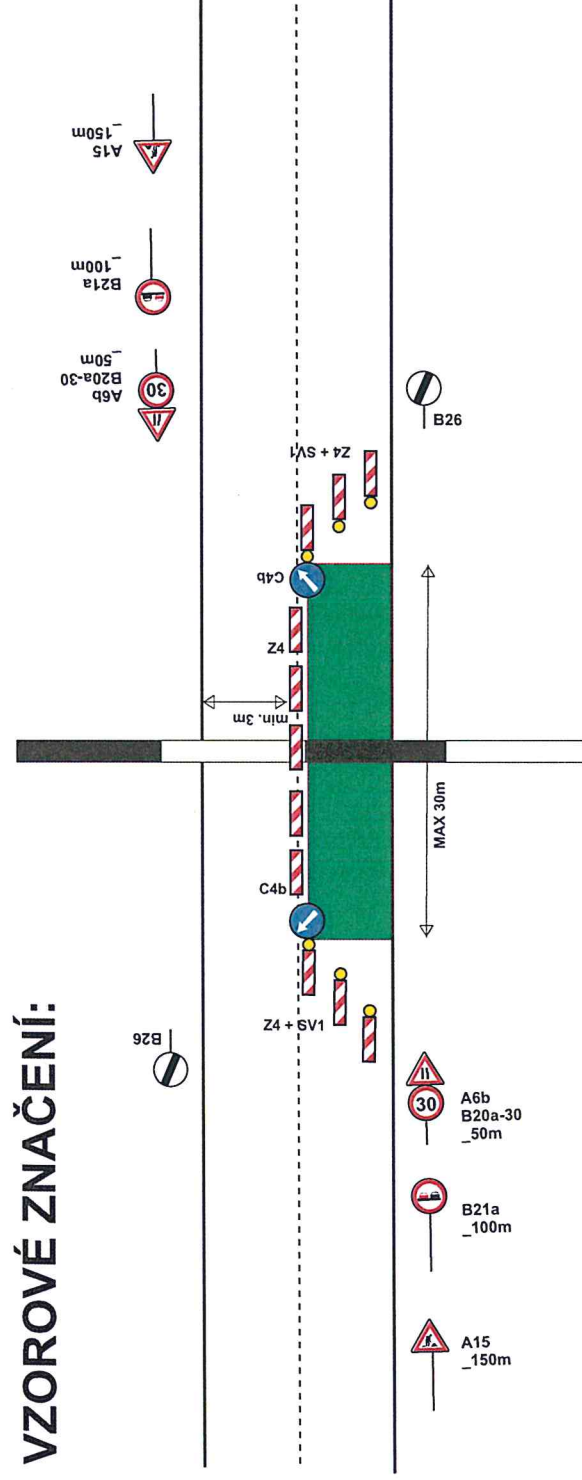 VZOROVÉ ZNAČENÍ:
A15
_150m
B21a
_100m
A6b
B20a-30
_50m
30
B26
B26
C4b
Z4
C4b
Z4 + SV1
Z4 + SV1
min. 3m
MAX 30m
30
A6b
B20a-30
_50m
B21a
_100m
A15
_150m